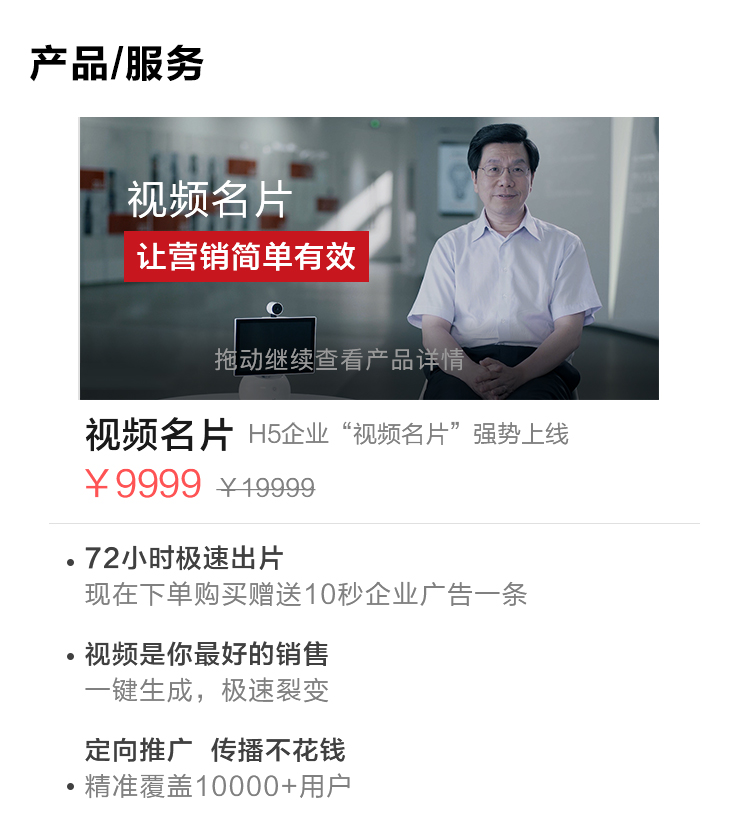 产品/服务
视频名片
让营销简单有效
拖动继续查看产品详情
视频名片 H5企业“视频名片”强势上线
￥9999 ￥19999
• 72小时极速出片
现在下单购买赠送10秒企业广告一条
• 视频是你最好的销售
一键生成，极速裂变
定向推广 传播不花钱
• 精准覆盖10000+用户